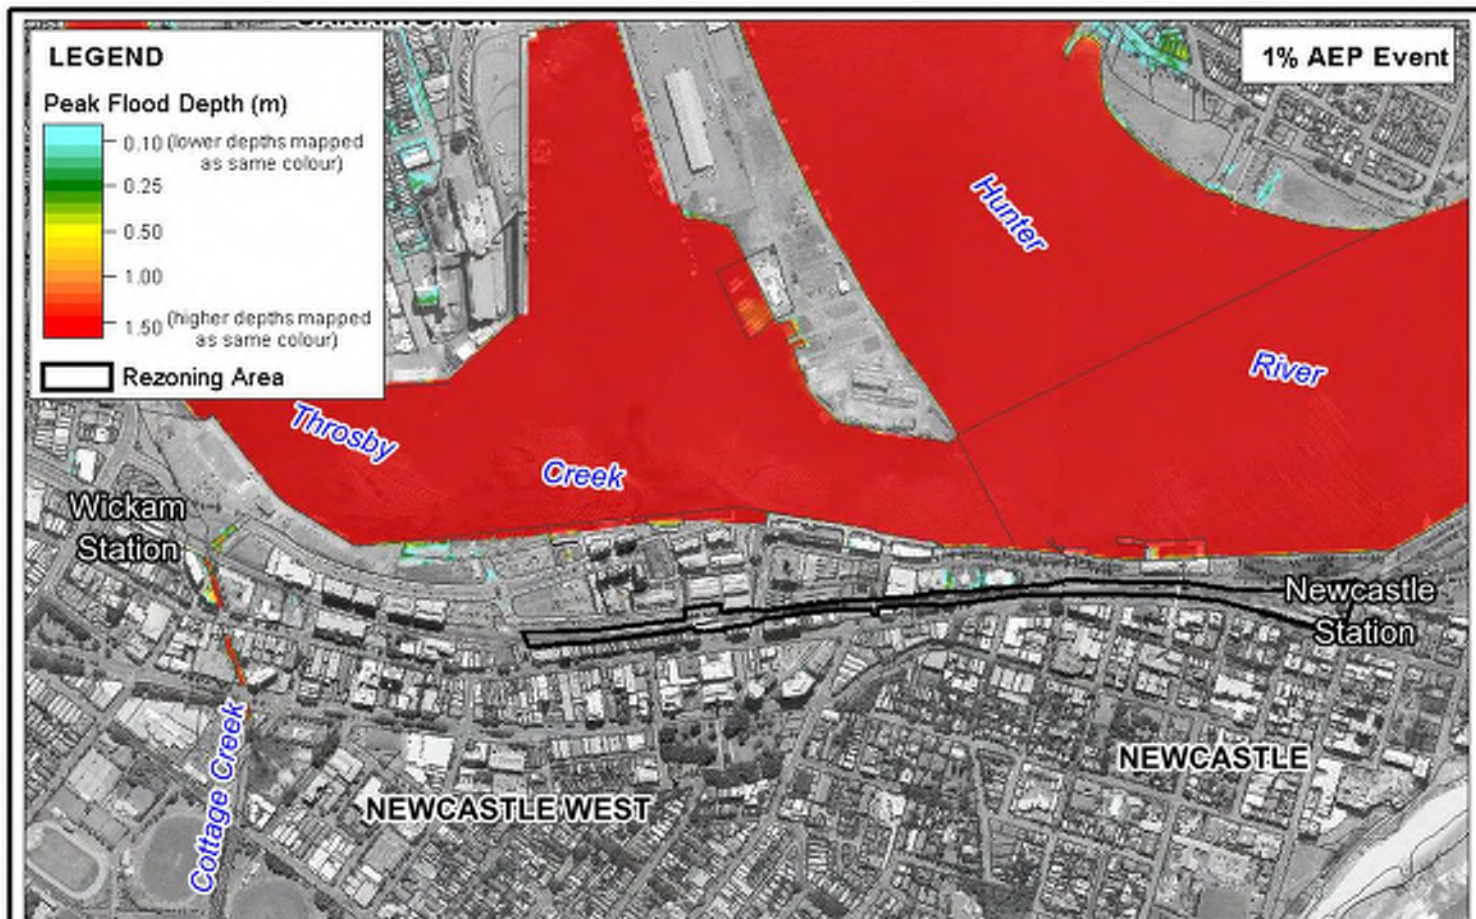 CARRINGTON
LEGEND
Peak Flood Depth (m)
0.10 (lower depths mapped
as same colour)
0.25
0.50
1.00
1.50 (higher depths mapped
as same colour)
Rezoning Area
1% AEP Event
Hunter
River
Throsby
Creek
Wickam
Station
Newcastle
Station
Cottage Creek
NEWCASTLE WEST
NEWCASTLE